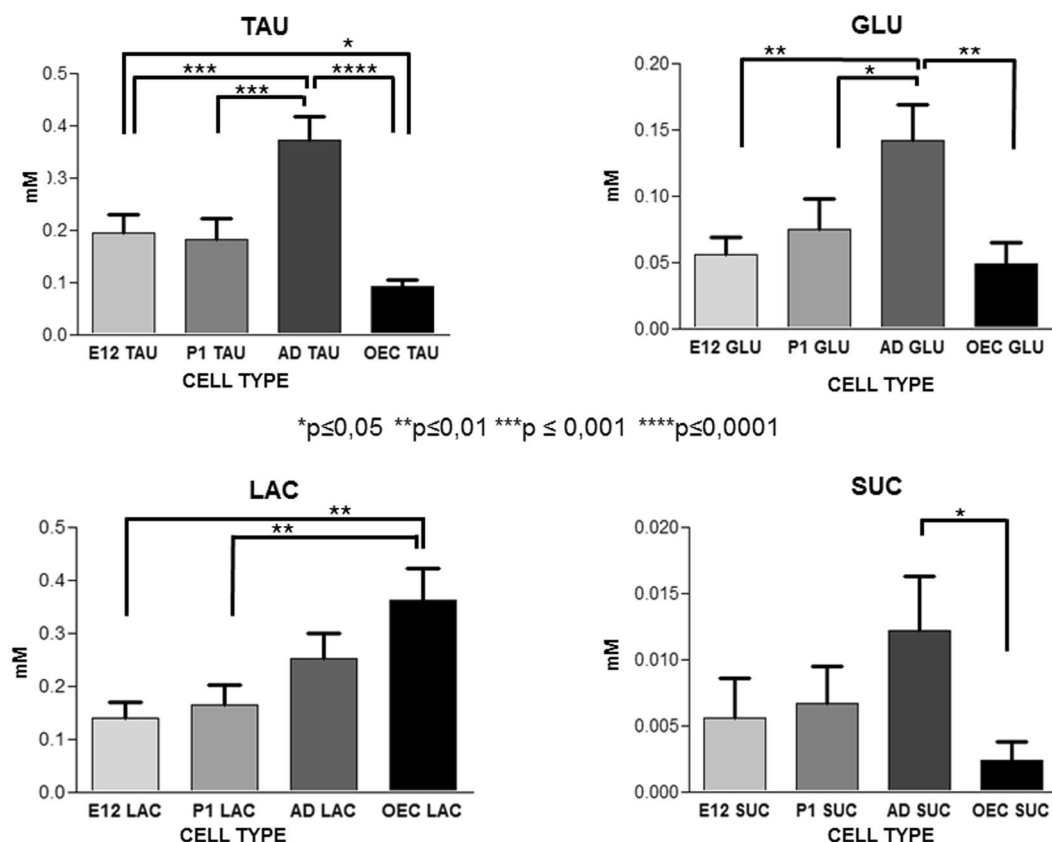 TAU
*
*** ****
***
0.5
0.4
0.3
0.2
0.1
0.0
mM
E12 TAU P1 TAU AD TAU OEC TAU
CELL TYPE
GLU
** **
*
0.20
0.15
0.10
0.05
0.00
mM
E12 GLU P1 GLU AD GLU OEC GLU
CELL TYPE
*p≤0,05 **p≤0,01 ***p ≤ 0,001 ****p≤0,0001
LAC
**
**
0.5
0.4
0.3
0.2
0.1
0.0
mM
E12 LAC P1 LAC AD LAC OEC LAC
CELL TYPE
SUC
*
0.020
0.015
0.010
0.005
0.000
mM
E12 SUC P1 SUC AD SUC OEC SUC
CELL TYPE